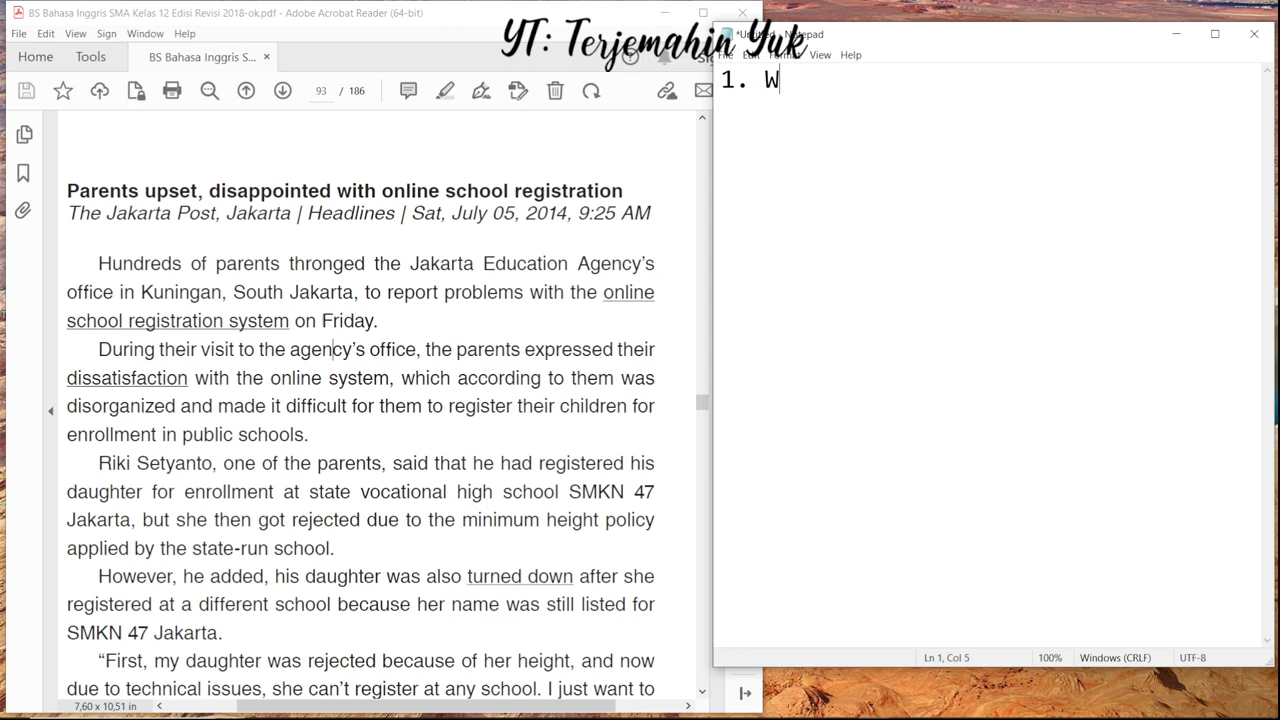 BS Bahasa Inggris SMA Kelas 12 Edisi Revisi 2018-ok.pdf - Adobe Acrobat Reader (64-bit)
File Edit View Sign Window Help
Home Tools BS Bahasa Inggris S... ×
93 / 186
YT: Terjemahin Yuk
Parents upset, disappointed with online school registration
The Jakarta Post, Jakarta | Headlines | Sat, July 05, 2014, 9:25 AM
Hundreds of parents thronged the Jakarta Education Agency's
office in Kuningan, South Jakarta, to report problems with the online
school registration system on Friday.
During their visit to the agency's office, the parents expressed their
dissatisfaction with the online system, which according to them was
disorganized and made it difficult for them to register their children for
enrollment in public schools.
Riki Setyanto, one of the parents, said that he had registered his
daughter for enrollment at state vocational high school SMKN 47
Jakarta, but she then got rejected due to the minimum height policy
applied by the state-run school.
However, he added, his daughter was also turned down after she
registered at a different school because her name was still listed for
SMKN 47 Jakarta.
“First, my daughter was rejected because of her height, and now
due to technical issues, she can't register at any school. I just want to
7,60 x 10,51 in
*Untitled - Notepad
File Edit Format View Help
1. W
Ln 1, Col 5 100% Windows (CRLF) UTF-8